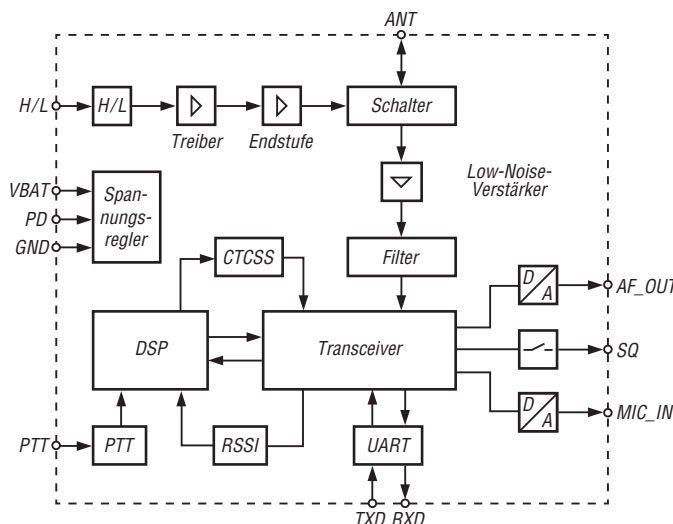 ANT
H/L
H/L
Schalter
Treiber
Endstufe
Low-Noise-
Verstärker
VBAT
PD
GND
Span-
nungs-
regler
CTCSS
Filter
D
A
AF_OUT
DSP
Transceiver
SQ
D
A
MIC_IN
PTT
PTT
RSSI
UART
TXD RXD